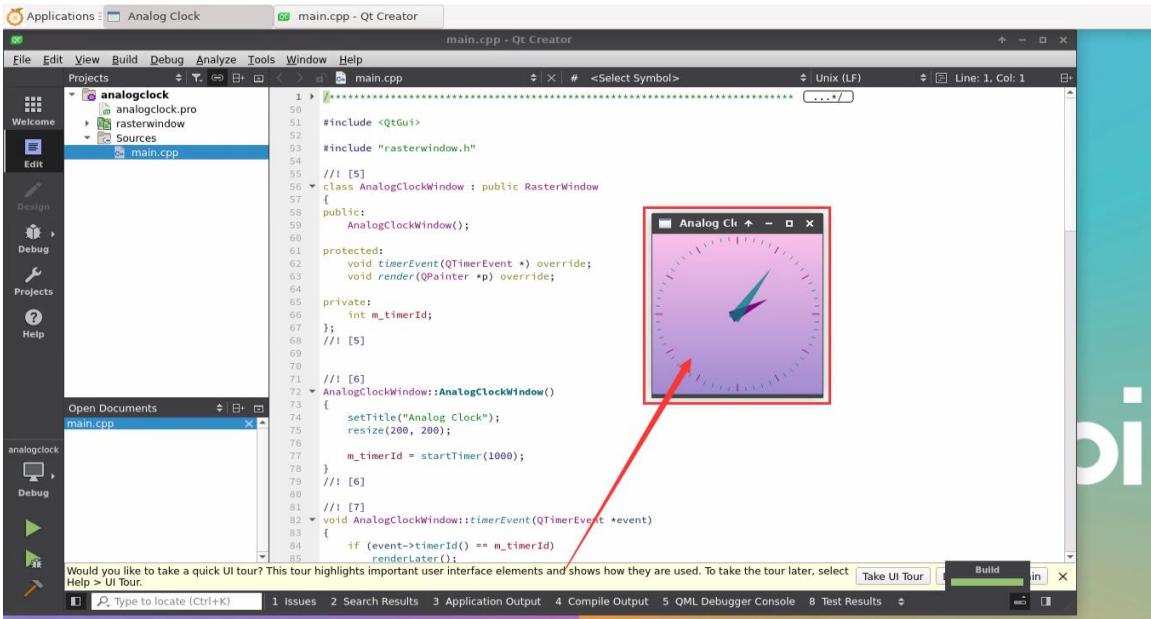 Applications
Analog Clock
main.cpp - Qt Creator
main.cpp - Qt Creator
File Edit View Build Debug Analyze Tools Window Help
Projects
main.cpp
# <Select Symbol>
Unix (LF)
Line: 1, Col: 1
Welcome
Edit
Design
Debug
Projects
Help
analogclock
Debug
analogclock
analogclock.pro
rasterwindow
Sources
main.cpp
Open Documents
main.cpp
1 /************************************************************************** ...*/
50
51 #include <QtGui>
52
53 #include "rasterwindow.h"
54
55 //! [5]
56 class AnalogClockWindow : public RasterWindow
57 {
58 public:
59 AnalogClockWindow();
60
61 protected:
62 void timerEvent(QTimerEvent *) override;
63 void render(QPainter *p) override;
64
65 private:
66 int m_timerId;
67 };
68 //! [5]
69
70
71 //! [6]
72 AnalogClockWindow::AnalogClockWindow()
73 {
74 setTitle("Analog Clock");
75 resize(200, 200);
76
77 m_timerId = startTimer(1000);
78 }
79 //! [6]
80
81 //! [7]
82 void AnalogClockWindow::timerEvent(QTimerEvent *event)
83 {
84 if (event->timerId() == m_timerId)
85 renderLater();
Analog Cl
pi
Would you like to take a quick UI tour? This tour highlights important user interface elements and shows how they are used. To take the tour later, select
Help > UI Tour.
Take UI Tour
Build
in
Type to locate (Ctrl+K)
1 Issues 2 Search Results 3 Application Output 4 Compile Output 5 QML Debugger Console 8 Test Results